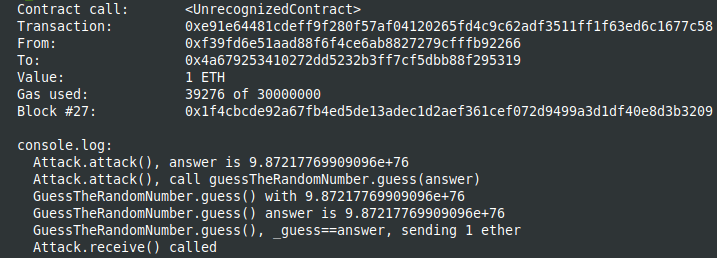 Contract call: <UnrecognizedContract>
Transaction: 0xe91e64481cdeff9f280f57af04120265fd4c9c62adf3511ff1f63ed6c1677c58
From: 0xf39fd6e51aad88f6f4ce6ab8827279cfffb92266
To: 0x4a679253410272dd5232b3ff7cf5dbb88f295319
Value: 1 ETH
Gas used: 39276 of 30000000
Block #27: 0x1f4cbcde92a67fb4ed5de13adec1d2aef361cef072d9499a3d1df40e8d3b3209
console.log:
Attack.attack(), answer is 9.87217769909096e+76
Attack.attack(), call guessTheRandomNumber.guess(answer)
GuessTheRandomNumber.guess() with 9.87217769909096e+76
GuessTheRandomNumber.guess() answer is 9.87217769909096e+76
GuessTheRandomNumber.guess(), _guess==answer, sending 1 ether
Attack.receive() called